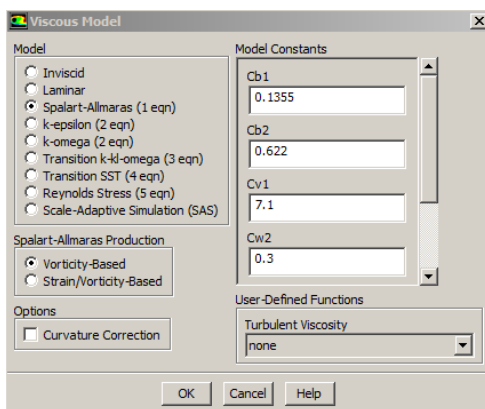 Viscous Model
Model
Inviscid
Laminar
Spalart-Allmaras (1 eqn)
k-epsilon (2 eqn)
k-omega (2 eqn)
Transition k-kl-omega (3 eqn)
Transition SST (4 eqn)
Reynolds Stress (5 eqn)
Scale-Adaptive Simulation (SAS)
Spalart-Allmaras Production
Vorticity-Based
Strain/Vorticity-Based
Options
Curvature Correction
Model Constants
Cb1
0.1355
Cb2
0.622
Cv1
7.1
Cw2
0.3
User-Defined Functions
Turbulent Viscosity
none
OK Cancel Help